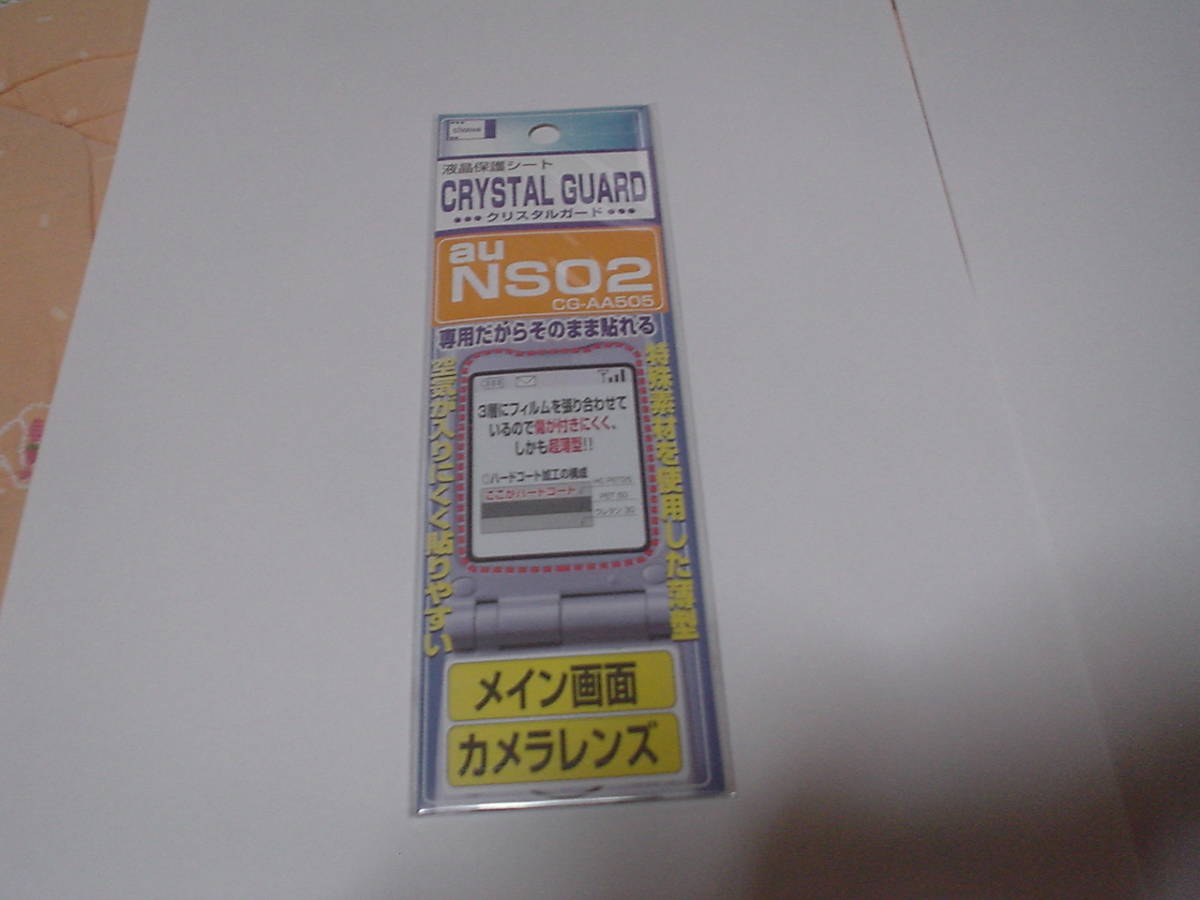 液晶保護シート
CRYSTAL GUARD
•••クリスタルガード•••
au
NS02
CG-AA505
専用だからそのまま貼れる
特殊素材を使用した薄型
空気が入りにくく貼りやすい
3層にフィルムを張り合わせて
いるので傷が付きにくく、
しかも超薄型!!
○ハードコート加工の構成
ここがハードコート
メイン画面
カメラレンズ